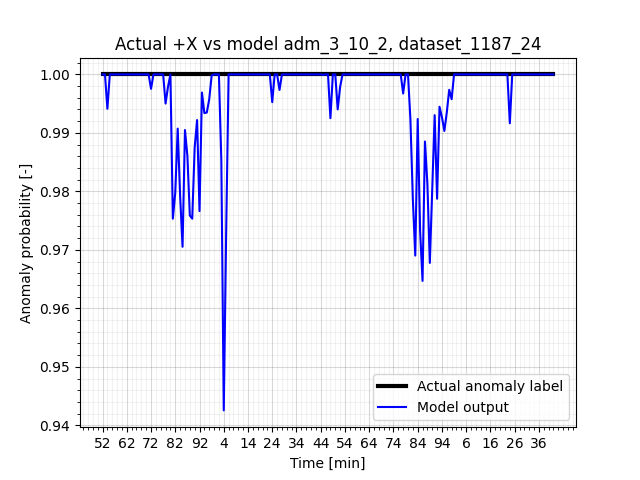 Actual +X vs model adm_3_10_2, dataset_1187_24
1.00
0.99
0.98
0.97
0.96
0.95
0.94
Anomaly probability [-]
Actual anomaly label
Model output
52 62 72 82 92 4 14 24 34 44 54 64 74 84 94 6 16 26 36
Time [min]